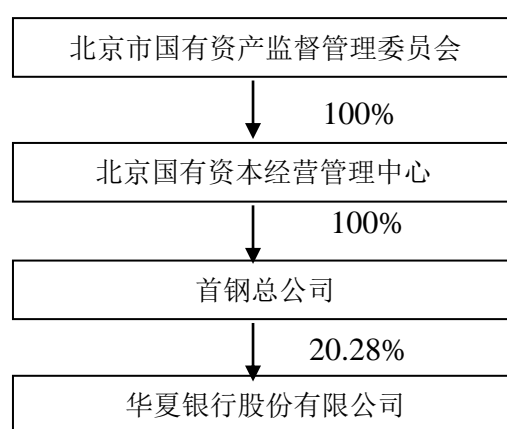 北京市国有资产监督管理委员会
100%
北京国有资本经营管理中心
100%
首钢总公司
20.28%
华夏银行股份有限公司